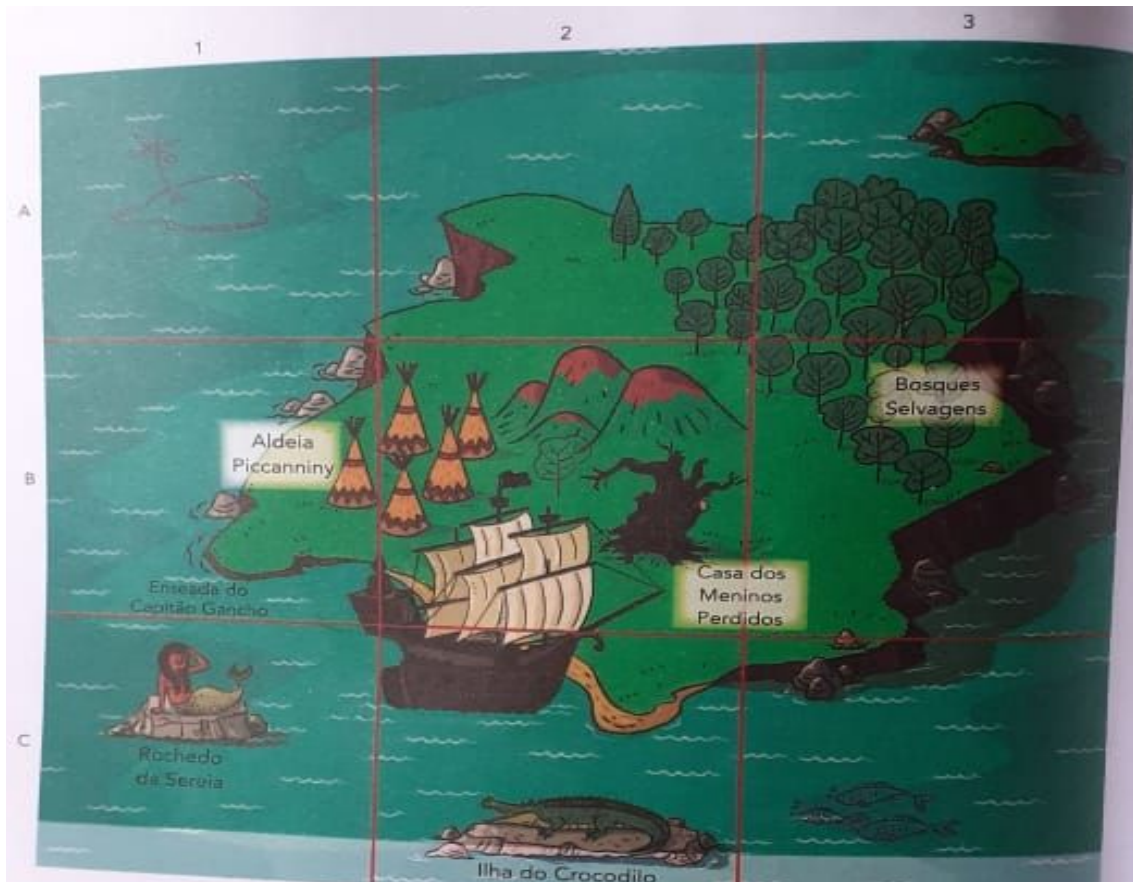 1
2
3
A
B
C
Bosques
Selvagens
Aldeia
Piccanniny
Casa dos
Meninos
Perdidos
Enseada do
Capitão Gancho
Rochedo
da Sereia
Ilha do Crocodilo